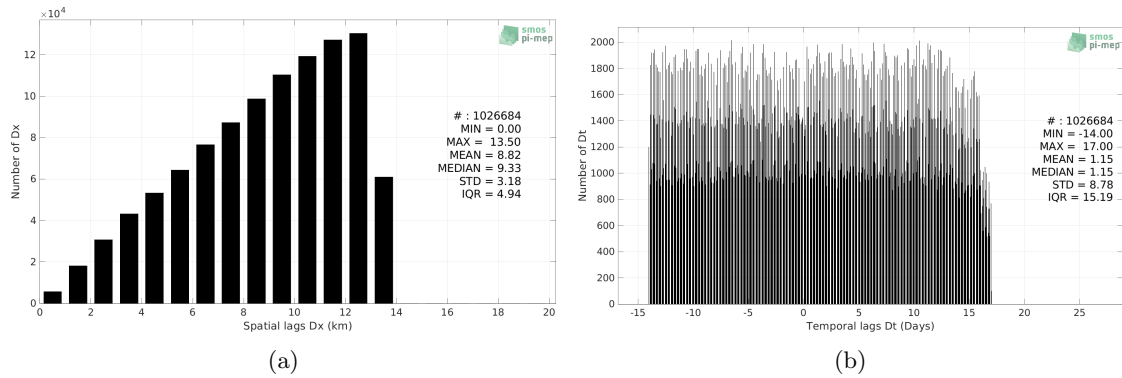 ×10⁴
12
10
8
6
4
2
0
Number of Dx
0 2 4 6 8 10 12 14 16 18 20
Spatial lags Dx (km)
smos
pi-mep
# : 1026684
MIN = 0.00
MAX = 13.50
MEAN = 8.82
MEDIAN = 9.33
STD = 3.18
IQR = 4.94
(a)
2000
1800
1600
1400
1200
1000
800
600
400
200
0
Number of Dt
-15 -10 -5 0 5 10 15 20 25
Temporal lags Dt (Days)
smos
pi-mep
# : 1026684
MIN = -14.00
MAX = 17.00
MEAN = 1.15
MEDIAN = 1.15
STD = 8.78
IQR = 15.19
(b)